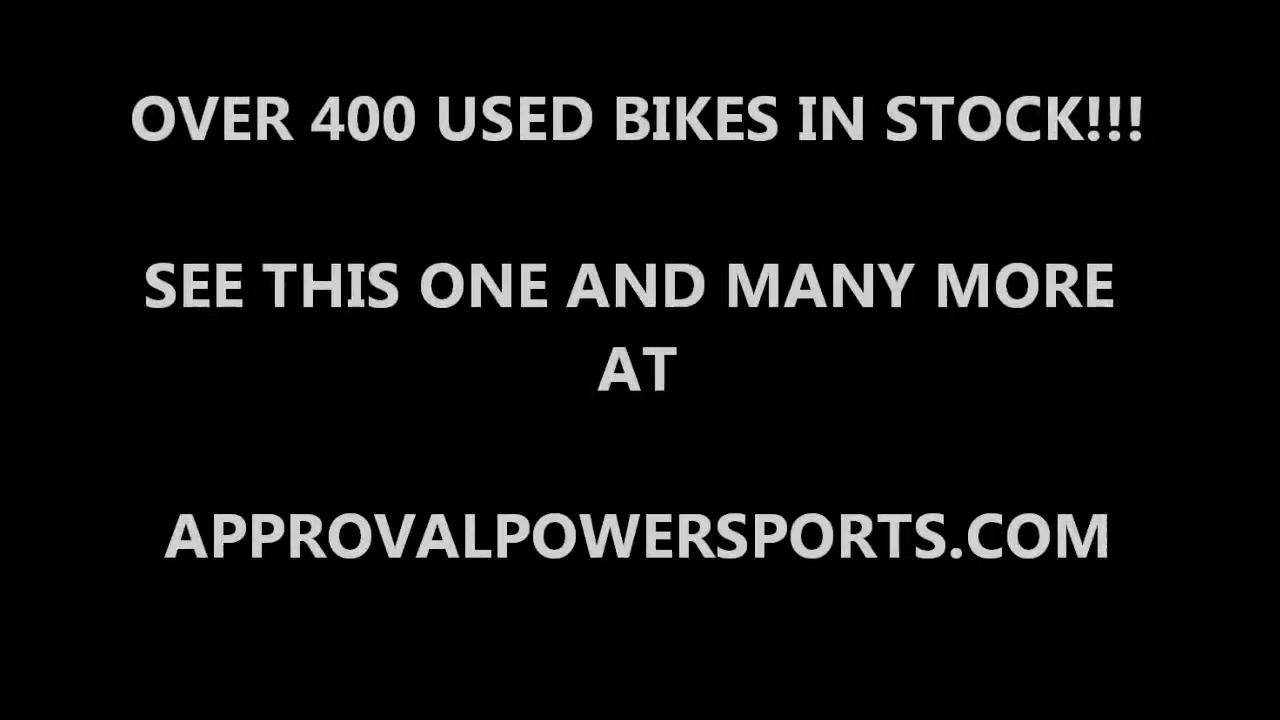 OVER 400 USED BIKES IN STOCK!!!
SEE THIS ONE AND MANY MORE
AT
APPROVALPOWERSPORTS.COM